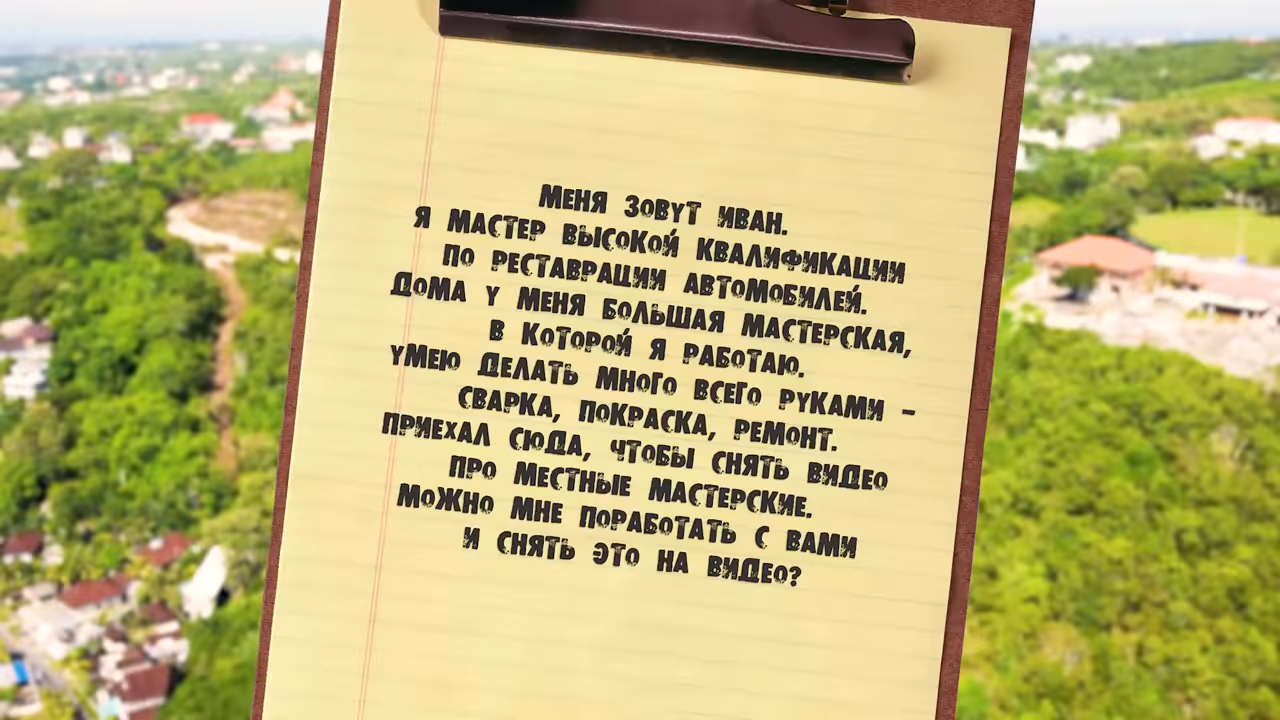 Меня зовут Иван.
Я мастер высокой квалификации
по реставрации автомобилей.
Дома у меня большая мастерская,
в которой я работаю.
Умею делать много всего руками –
сварка, покраска, ремонт.
Приехал сюда, чтобы снять видео
про местные мастерские.
Можно мне поработать с вами
и снять это на видео?